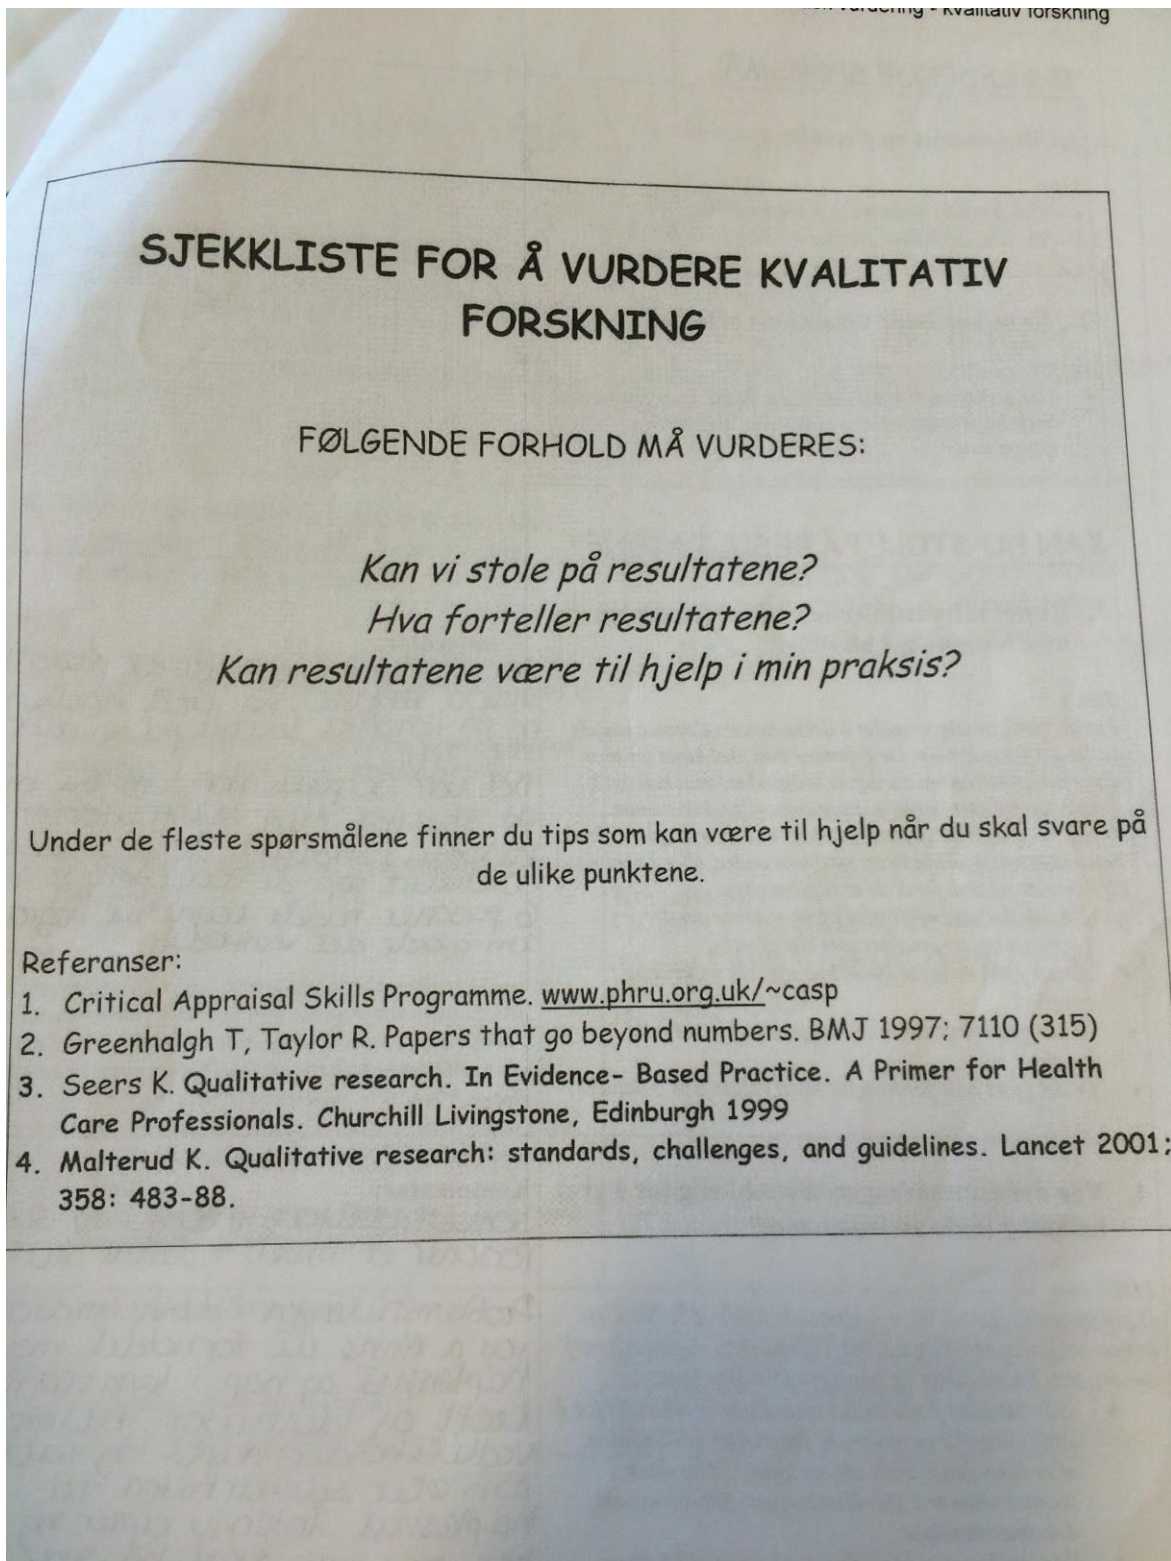 vurdering - kvalitativ forskning
SJEKKLISTE FOR Å VURDERE KVALITATIV
FORSKNING
FØLGENDE FORHOLD MÅ VURDERES:
Kan vi stole på resultatene?
Hva forteller resultatene?
Kan resultatene være til hjelp i min praksis?
Under de fleste spørsmålene finner du tips som kan være til hjelp når du skal svare på
de ulike punktene.
Referanser:
1. Critical Appraisal Skills Programme. www.phru.org.uk/~casp
2. Greenhalgh T, Taylor R. Papers that go beyond numbers. BMJ 1997; 7110 (315)
3. Seers K. Qualitative research. In Evidence- Based Practice. A Primer for Health
Care Professionals. Churchill Livingstone, Edinburgh 1999
4. Malterud K. Qualitative research: standards, challenges, and guidelines. Lancet 2001;
358: 483-88.